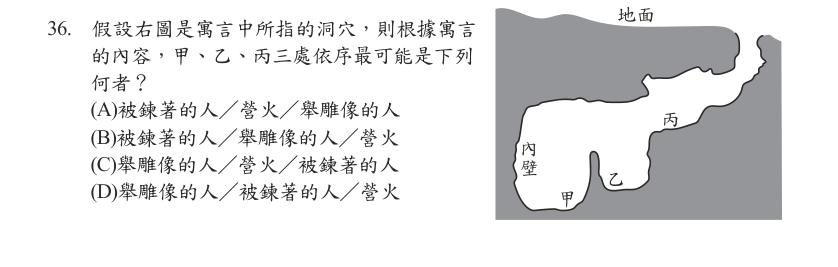 36. 假設右圖是寓言中所指的洞穴，則根據寓言
的內容，甲、乙、丙三處依序最可能是下列
何者？
(A)被鍊著的人／營火／舉雕像的人
(B)被鍊著的人／舉雕像的人／營火
(C)舉雕像的人／營火／被鍊著的人
(D)舉雕像的人／被鍊著的人／營火
地面
丙
內壁
乙
甲